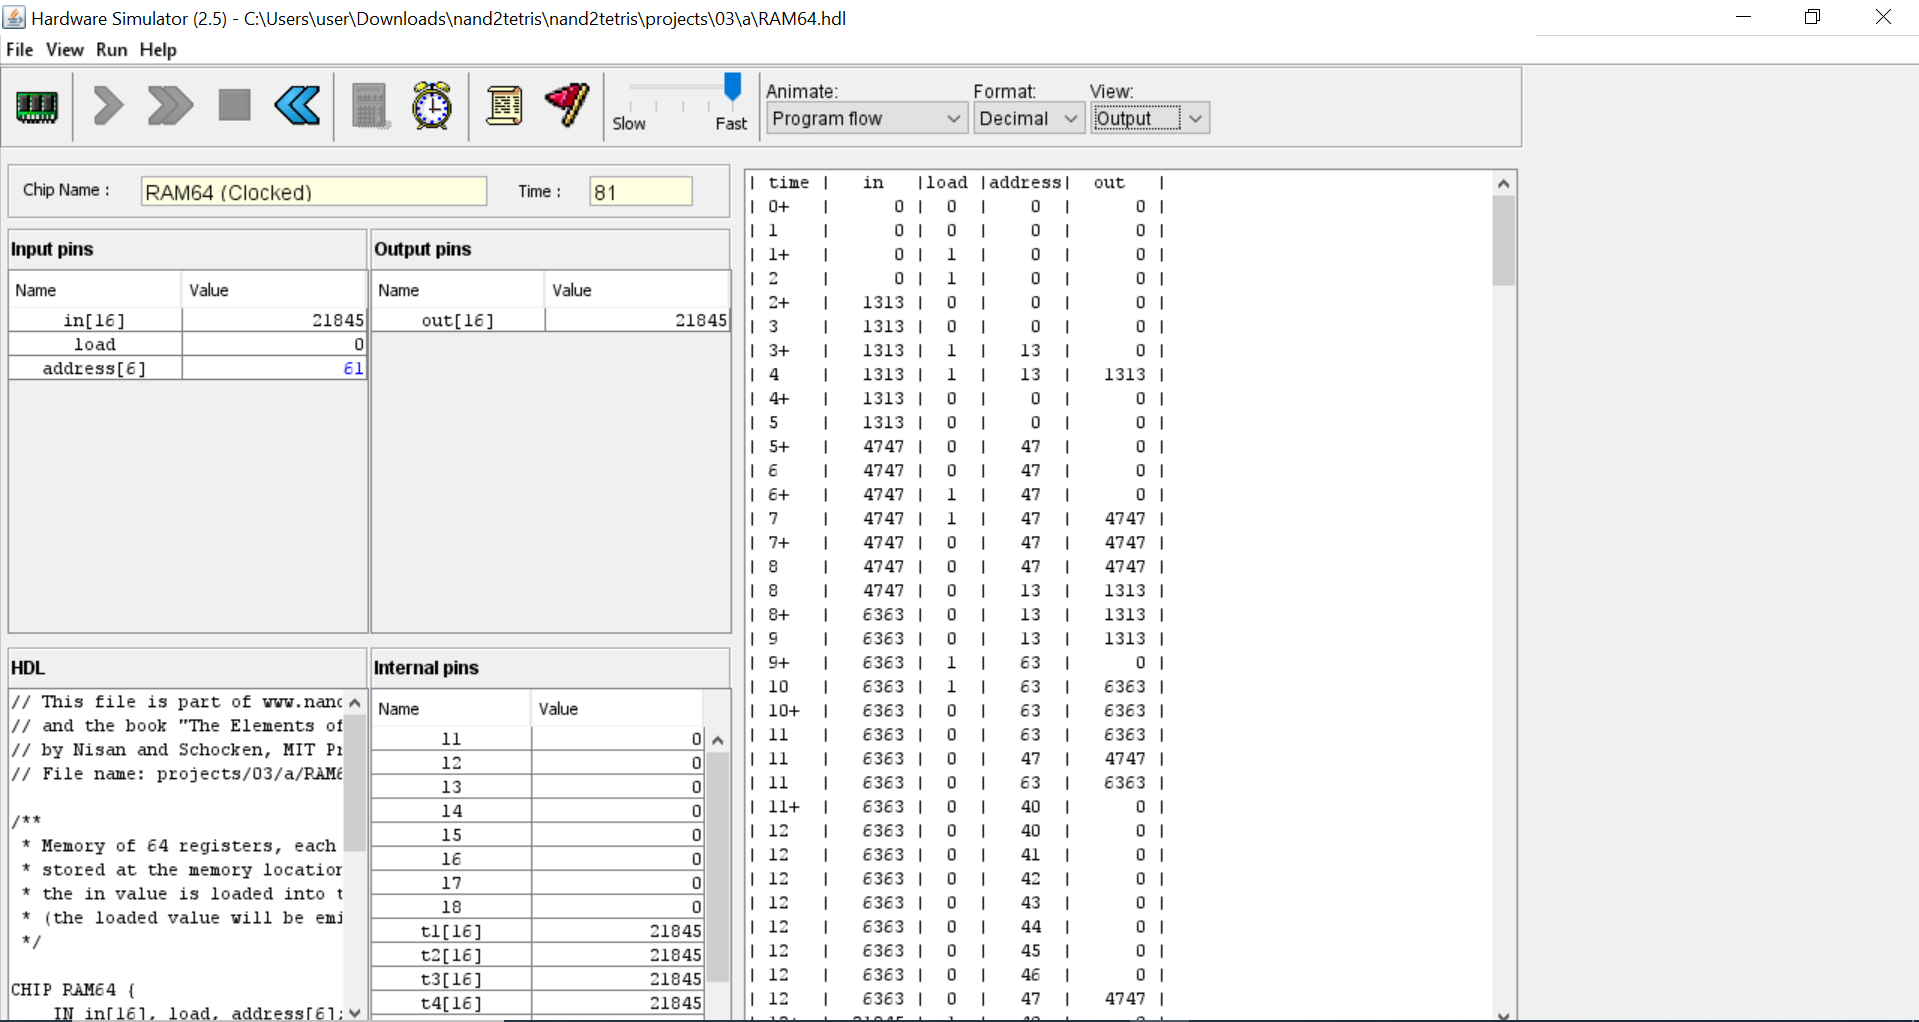 Hardware Simulator (2.5) - C:\Users\user\Downloads\nand2tetris\nand2tetris\projects\03\a\RAM64.hdl
File View Run Help
Slow Fast
Animate: Format: View:
Program flow Decimal Output
Chip Name : RAM64 (Clocked) Time : 81
Input pins
Name Value
in[16] 21845
load 0
address[6] 61
Output pins
Name Value
out[16] 21845
HDL
// This file is part of www.nanc
// and the book "The Elements of
// by Nisan and Schocken, MIT Pr
// File name: projects/03/a/RAM6
/**
* Memory of 64 registers, each
* stored at the memory location
* the in value is loaded into t
* (the loaded value will be emi
*/
CHIP RAM64 {
IN in[16], load, address[6];
Internal pins
Name Value
l1 0
l2 0
l3 0
l4 0
l5 0
l6 0
l7 0
l8 0
t1[16] 21845
t2[16] 21845
t3[16] 21845
t4[16] 21845
| time | in |load |address| out |
| 0+ | 0 | 0 | 0 | 0 |
| 1 | 0 | 0 | 0 | 0 |
| 1+ | 0 | 1 | 0 | 0 |
| 2 | 0 | 1 | 0 | 0 |
| 2+ | 1313 | 0 | 0 | 0 |
| 3 | 1313 | 0 | 0 | 0 |
| 3+ | 1313 | 1 | 13 | 0 |
| 4 | 1313 | 1 | 13 | 1313 |
| 4+ | 1313 | 0 | 0 | 0 |
| 5 | 1313 | 0 | 0 | 0 |
| 5+ | 4747 | 0 | 47 | 0 |
| 6 | 4747 | 0 | 47 | 0 |
| 6+ | 4747 | 1 | 47 | 0 |
| 7 | 4747 | 1 | 47 | 4747 |
| 7+ | 4747 | 0 | 47 | 4747 |
| 8 | 4747 | 0 | 47 | 4747 |
| 8 | 4747 | 0 | 13 | 1313 |
| 8+ | 6363 | 0 | 13 | 1313 |
| 9 | 6363 | 0 | 13 | 1313 |
| 9+ | 6363 | 1 | 63 | 0 |
| 10 | 6363 | 1 | 63 | 6363 |
| 10+ | 6363 | 0 | 63 | 6363 |
| 11 | 6363 | 0 | 63 | 6363 |
| 11 | 6363 | 0 | 47 | 4747 |
| 11 | 6363 | 0 | 63 | 6363 |
| 11+ | 6363 | 0 | 40 | 0 |
| 12 | 6363 | 0 | 40 | 0 |
| 12 | 6363 | 0 | 41 | 0 |
| 12 | 6363 | 0 | 42 | 0 |
| 12 | 6363 | 0 | 43 | 0 |
| 12 | 6363 | 0 | 44 | 0 |
| 12 | 6363 | 0 | 45 | 0 |
| 12 | 6363 | 0 | 46 | 0 |
| 12 | 6363 | 0 | 47 | 4747 |